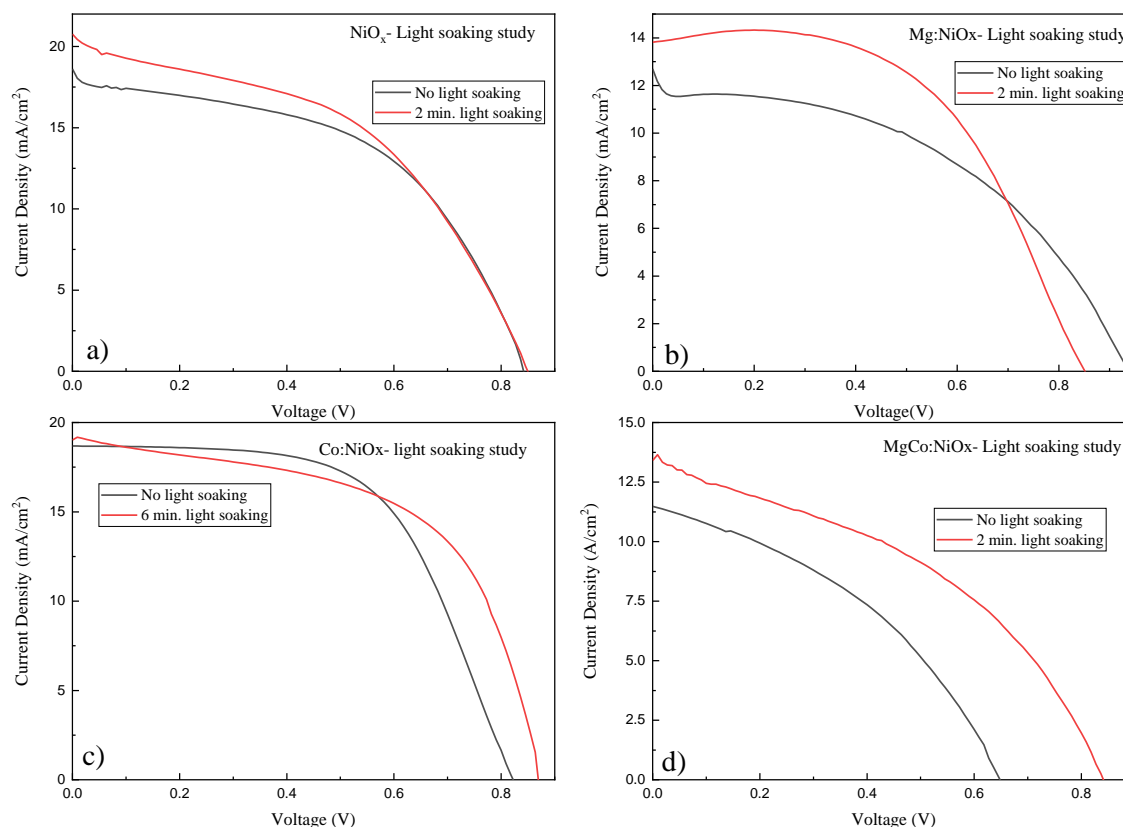 NiOₓ- Light soaking study
No light soaking
2 min. light soaking
Current Density (mA/cm²)
20
15
10
5
0
a)
0.0 0.2 0.4 0.6 0.8
Voltage (V)
Mg:NiOx- Light soaking study
No light soaking
2 min. light soaking
Current Density (mA/cm²)
14
12
10
8
6
4
2
0
b)
0.0 0.2 0.4 0.6 0.8
Voltage(V)
Co:NiOx- light soaking study
No light soaking
6 min. light soaking
Current Density (mA/cm²)
20
15
10
5
0
c)
0.0 0.2 0.4 0.6 0.8
Voltage (V)
MgCo:NiOx- Light soaking study
No light soaking
2 min. light soaking
Current Density (A/cm²)
15.0
12.5
10.0
7.5
5.0
2.5
0.0
d)
0.0 0.2 0.4 0.6 0.8
Voltage (V)